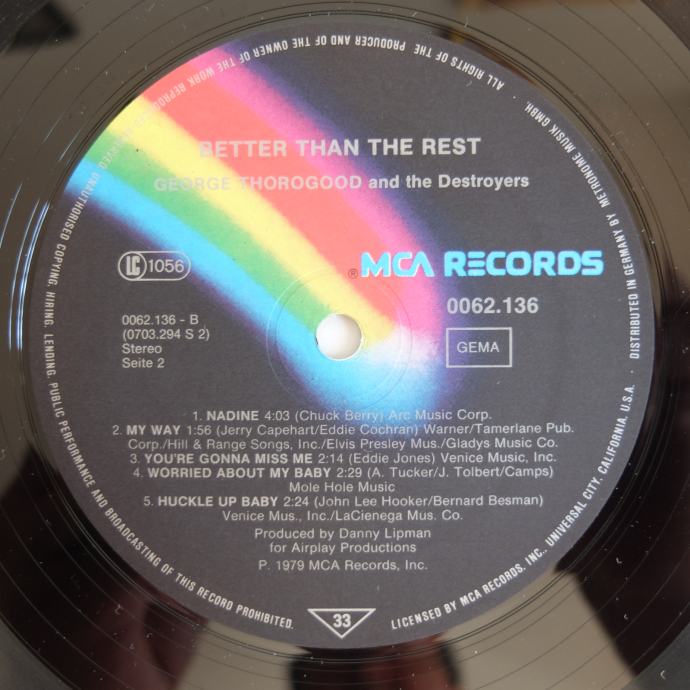 BETTER THAN THE REST
GEORGE THOROGOOD and the Destroyers
LC 1056
® MCA RECORDS
0062.136 - B
(0703.294 S 2)
Stereo
Seite 2
0062.136
GEMA
1. NADINE 4:03 (Chuck Berry) Arc Music Corp.
2. MY WAY 1:56 (Jerry Capehart/Eddie Cochran) Warner/Tamerlane Pub.
Corp./Hill & Range Songs, Inc./Elvis Presley Mus./Gladys Music Co.
3. YOU'RE GONNA MISS ME 2:14 (Eddie Jones) Venice Music, Inc.
4. WORRIED ABOUT MY BABY 2:29 (A. Tucker/J. Tolbert/Camps)
Mole Hole Music
5. HUCKLE UP BABY 2:24 (John Lee Hooker/Bernard Besman)
Venice Mus., Inc./LaCienega Mus. Co.
Produced by Danny Lipman
for Airplay Productions
P. 1979 MCA Records, Inc.
33
ALL RIGHTS OF THE PRODUCER AND OF THE OWNER OF THE WORK REPRODUCED RESERVED. UNAUTHORISED COPYING, HIRING, LENDING, PUBLIC PERFORMANCE AND BROADCASTING OF THIS RECORD PROHIBITED.
LICENSED BY MCA RECORDS, INC., UNIVERSAL CITY, CALIFORNIA, U.S.A. · DISTRIBUTED IN GERMANY BY METRONOME MUSIK GMBH. ·